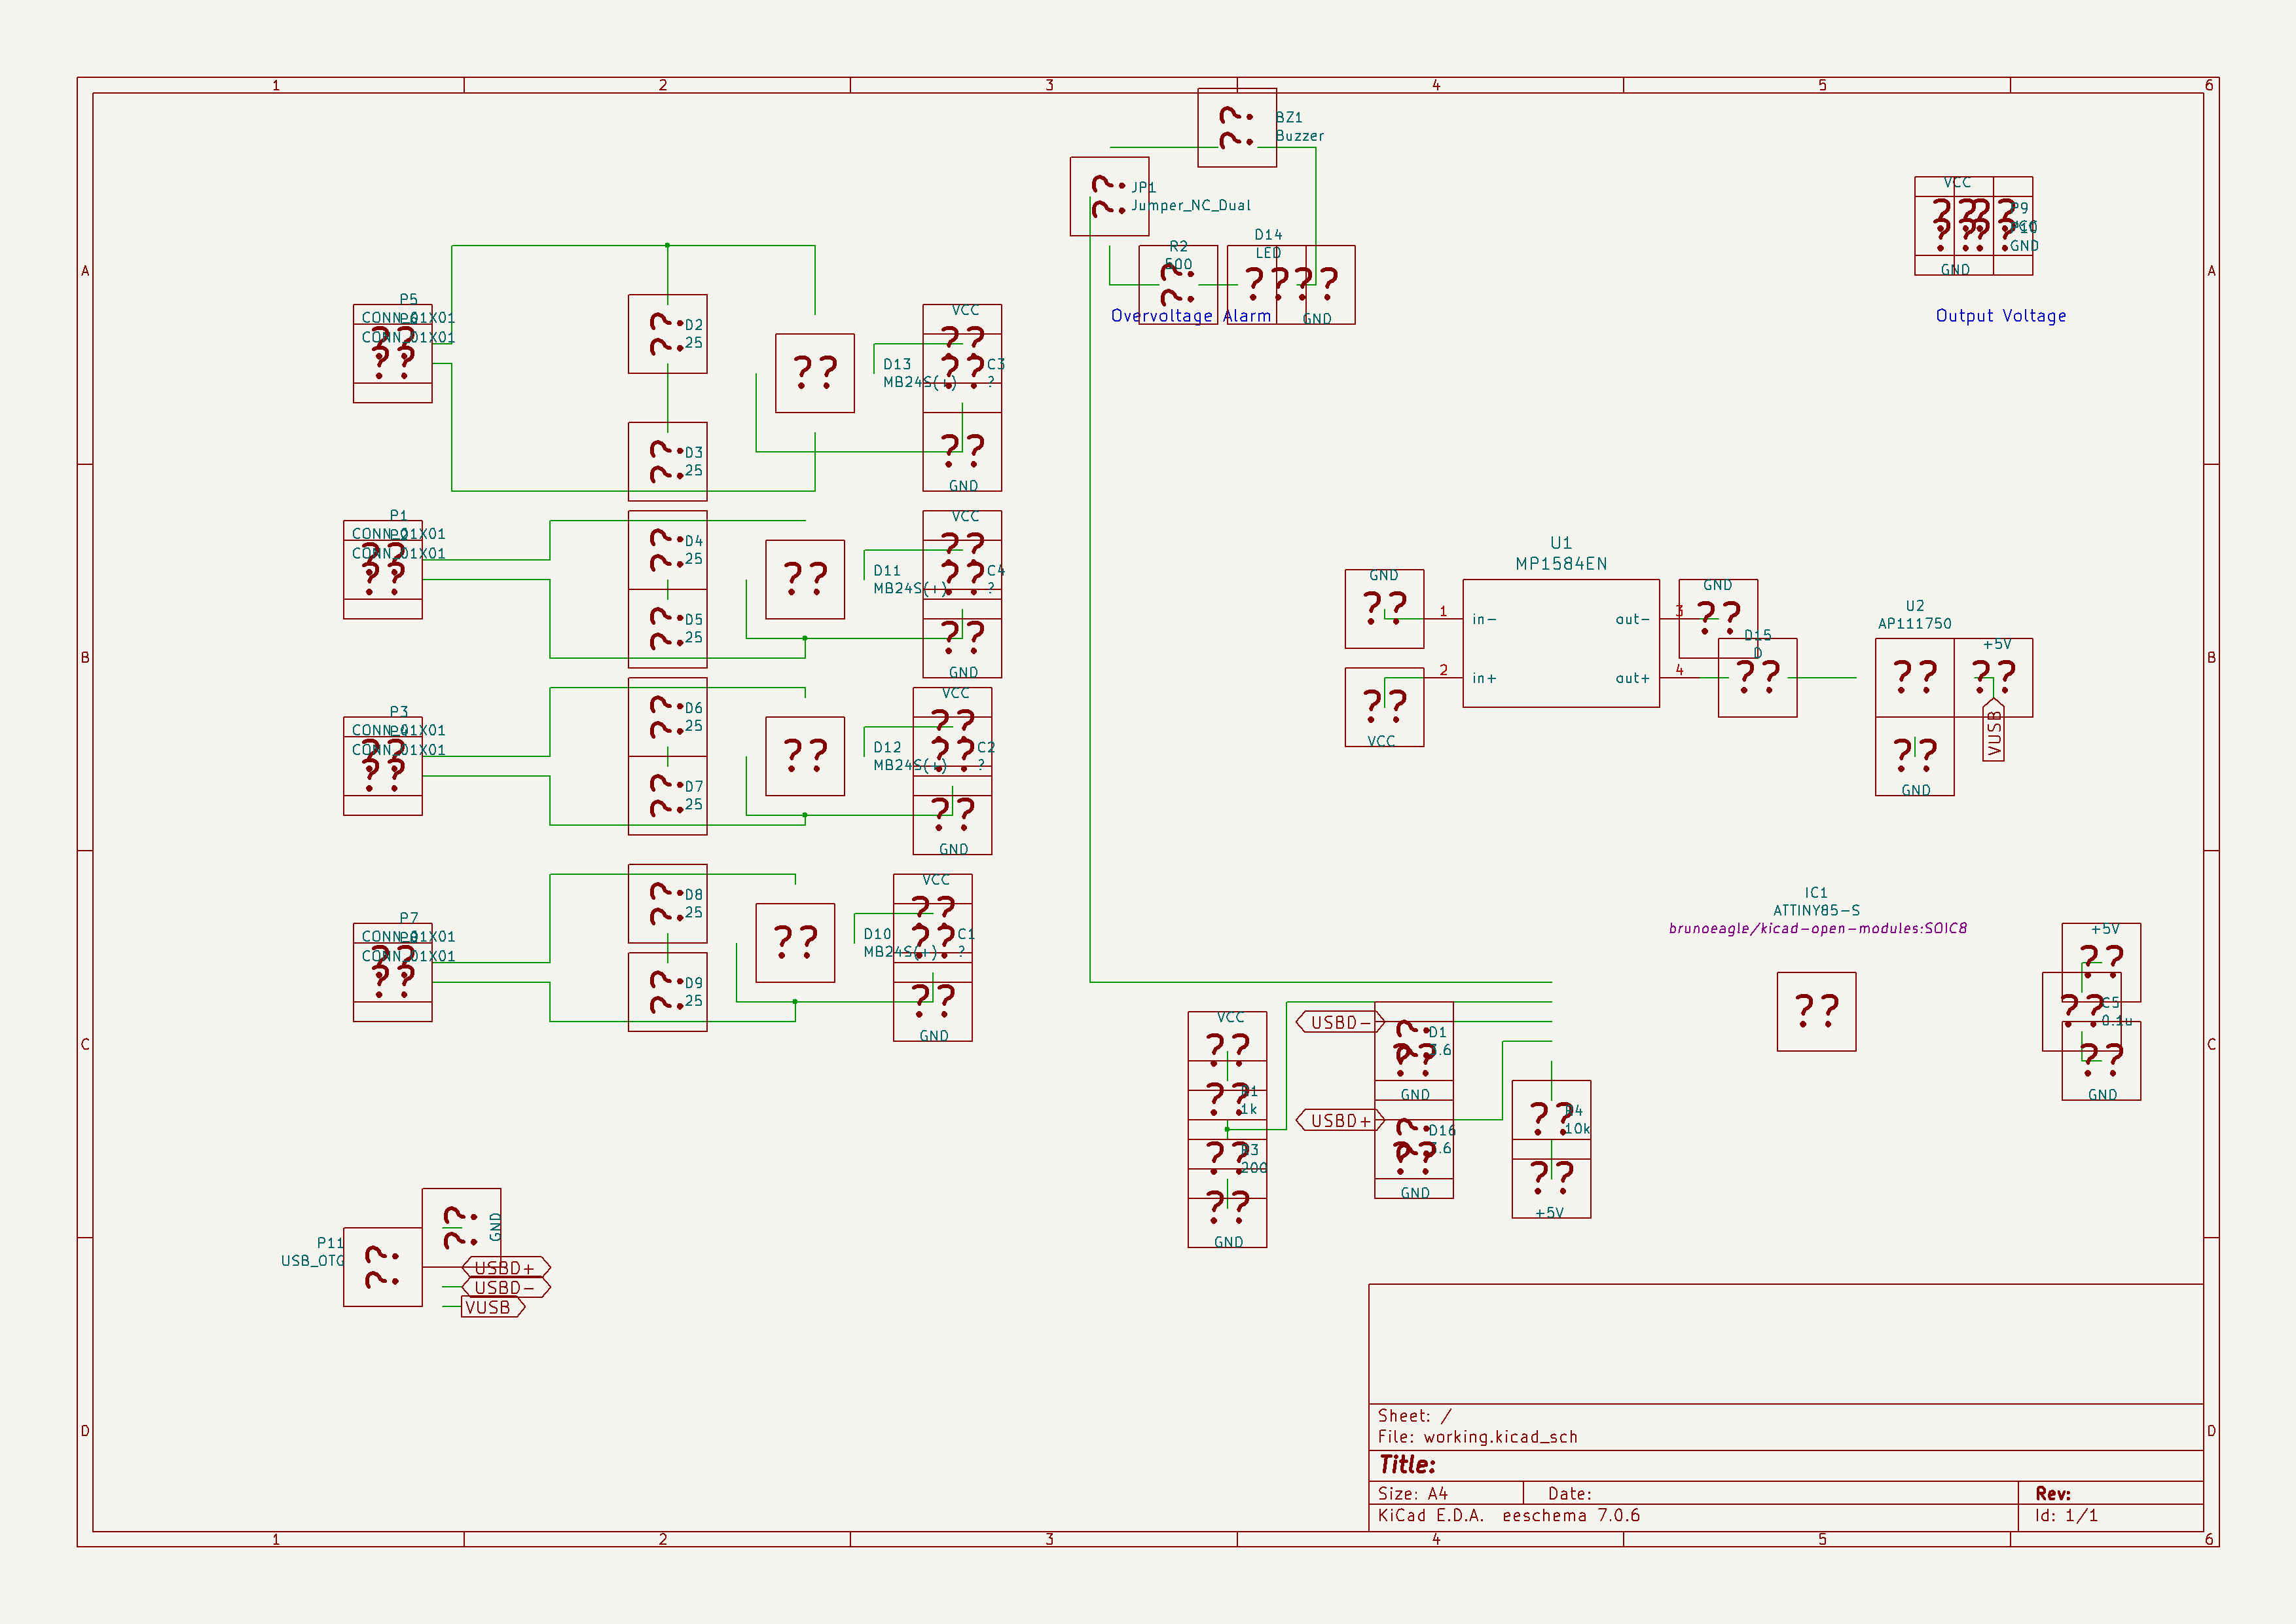 1 2 3 4 5 6
A
B
C
D
BZ1
Buzzer
??
JP1
Jumper_NC_Dual
??
R2
500
??
D14
LED
????
GND
Overvoltage Alarm
VCC
P9
VCC
P10
GND
GND
Output Voltage
P5
CONN_01X01
P6
CONN_01X01
??
??
D2
25
??
D3
25
??
??
D13
MB24S(+)
VCC
??
??
C3
?
??
GND
P1
CONN_01X01
P2
CONN_01X01
??
??
D4
25
??
D5
25
??
??
D11
MB24S(+)
VCC
??
??
C4
?
??
GND
P3
CONN_01X01
P4
CONN_01X01
??
??
D6
25
??
D7
25
??
??
D12
MB24S(+)
VCC
??
??
C2
?
??
GND
P7
CONN_01X01
P8
CONN_01X01
??
??
D8
25
??
D9
25
??
??
D10
MB24S(+)
VCC
??
??
C1
?
??
GND
U1
MP1584EN
1 in-
2 in+
out- 3
out+ 4
GND
??
??
VCC
GND
??
D15
D
??
U2
AP111750
??
+5V
??
VUSB
??
GND
IC1
ATTINY85-S
brunoeagle/kicad-open-modules:SOIC8
??
+5V
??
??
C5
0.1u
??
GND
VCC
??
??
R1
1k
??
R3
200
??
GND
USBD-
??
D1
3.6
??
GND
USBD+
??
D16
3.6
??
GND
??
R4
10k
??
+5V
P11
USB_OTG
??
??
GND
USBD+
USBD-
VUSB
Sheet: /
File: working.kicad_sch
Title:
Size: A4 Date: Rev:
KiCad E.D.A. eeschema 7.0.6 Id: 1/1
1 2 3 4 5 6
A
B
C
D